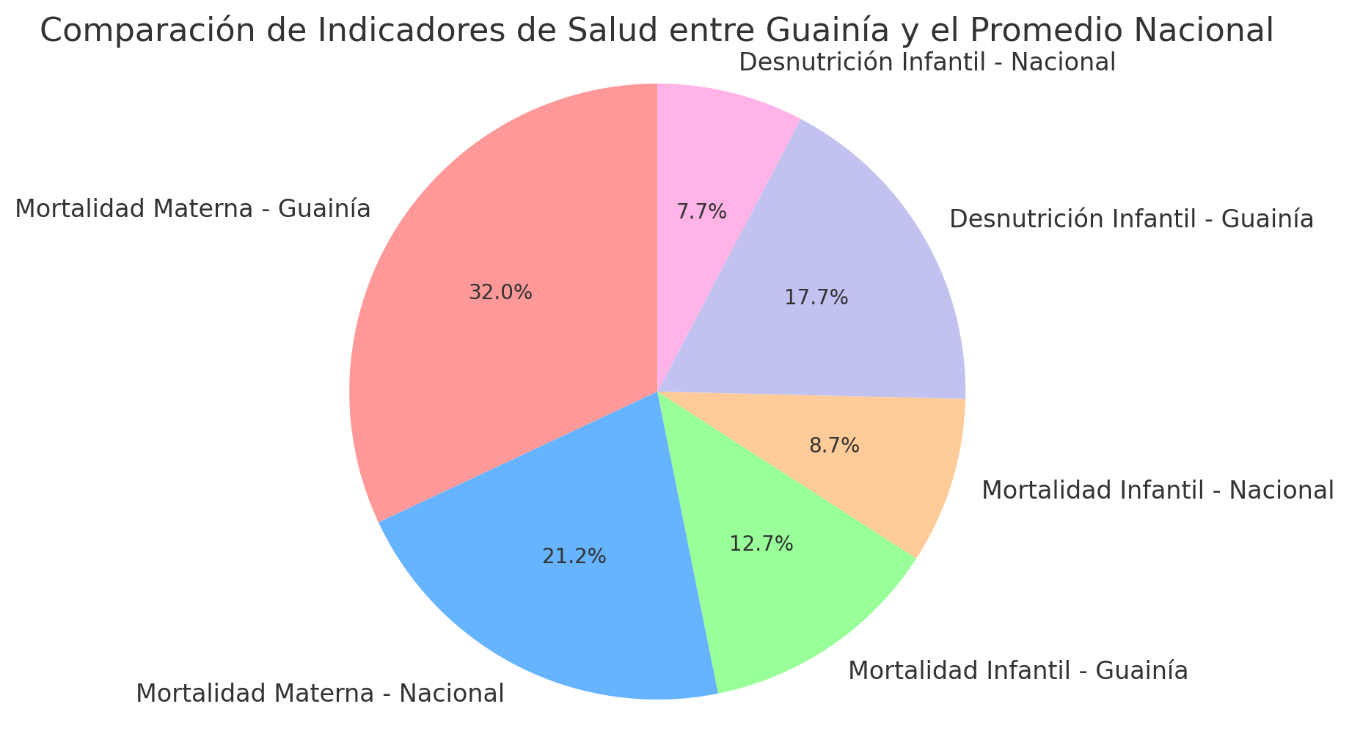 Comparación de Indicadores de Salud entre Guainía y el Promedio Nacional
Desnutrición Infantil - Nacional
Mortalidad Materna - Guainía
7.7%
Desnutrición Infantil - Guainía
32.0%
17.7%
8.7%
Mortalidad Infantil - Nacional
12.7%
21.2%
Mortalidad Infantil - Guainía
Mortalidad Materna - Nacional